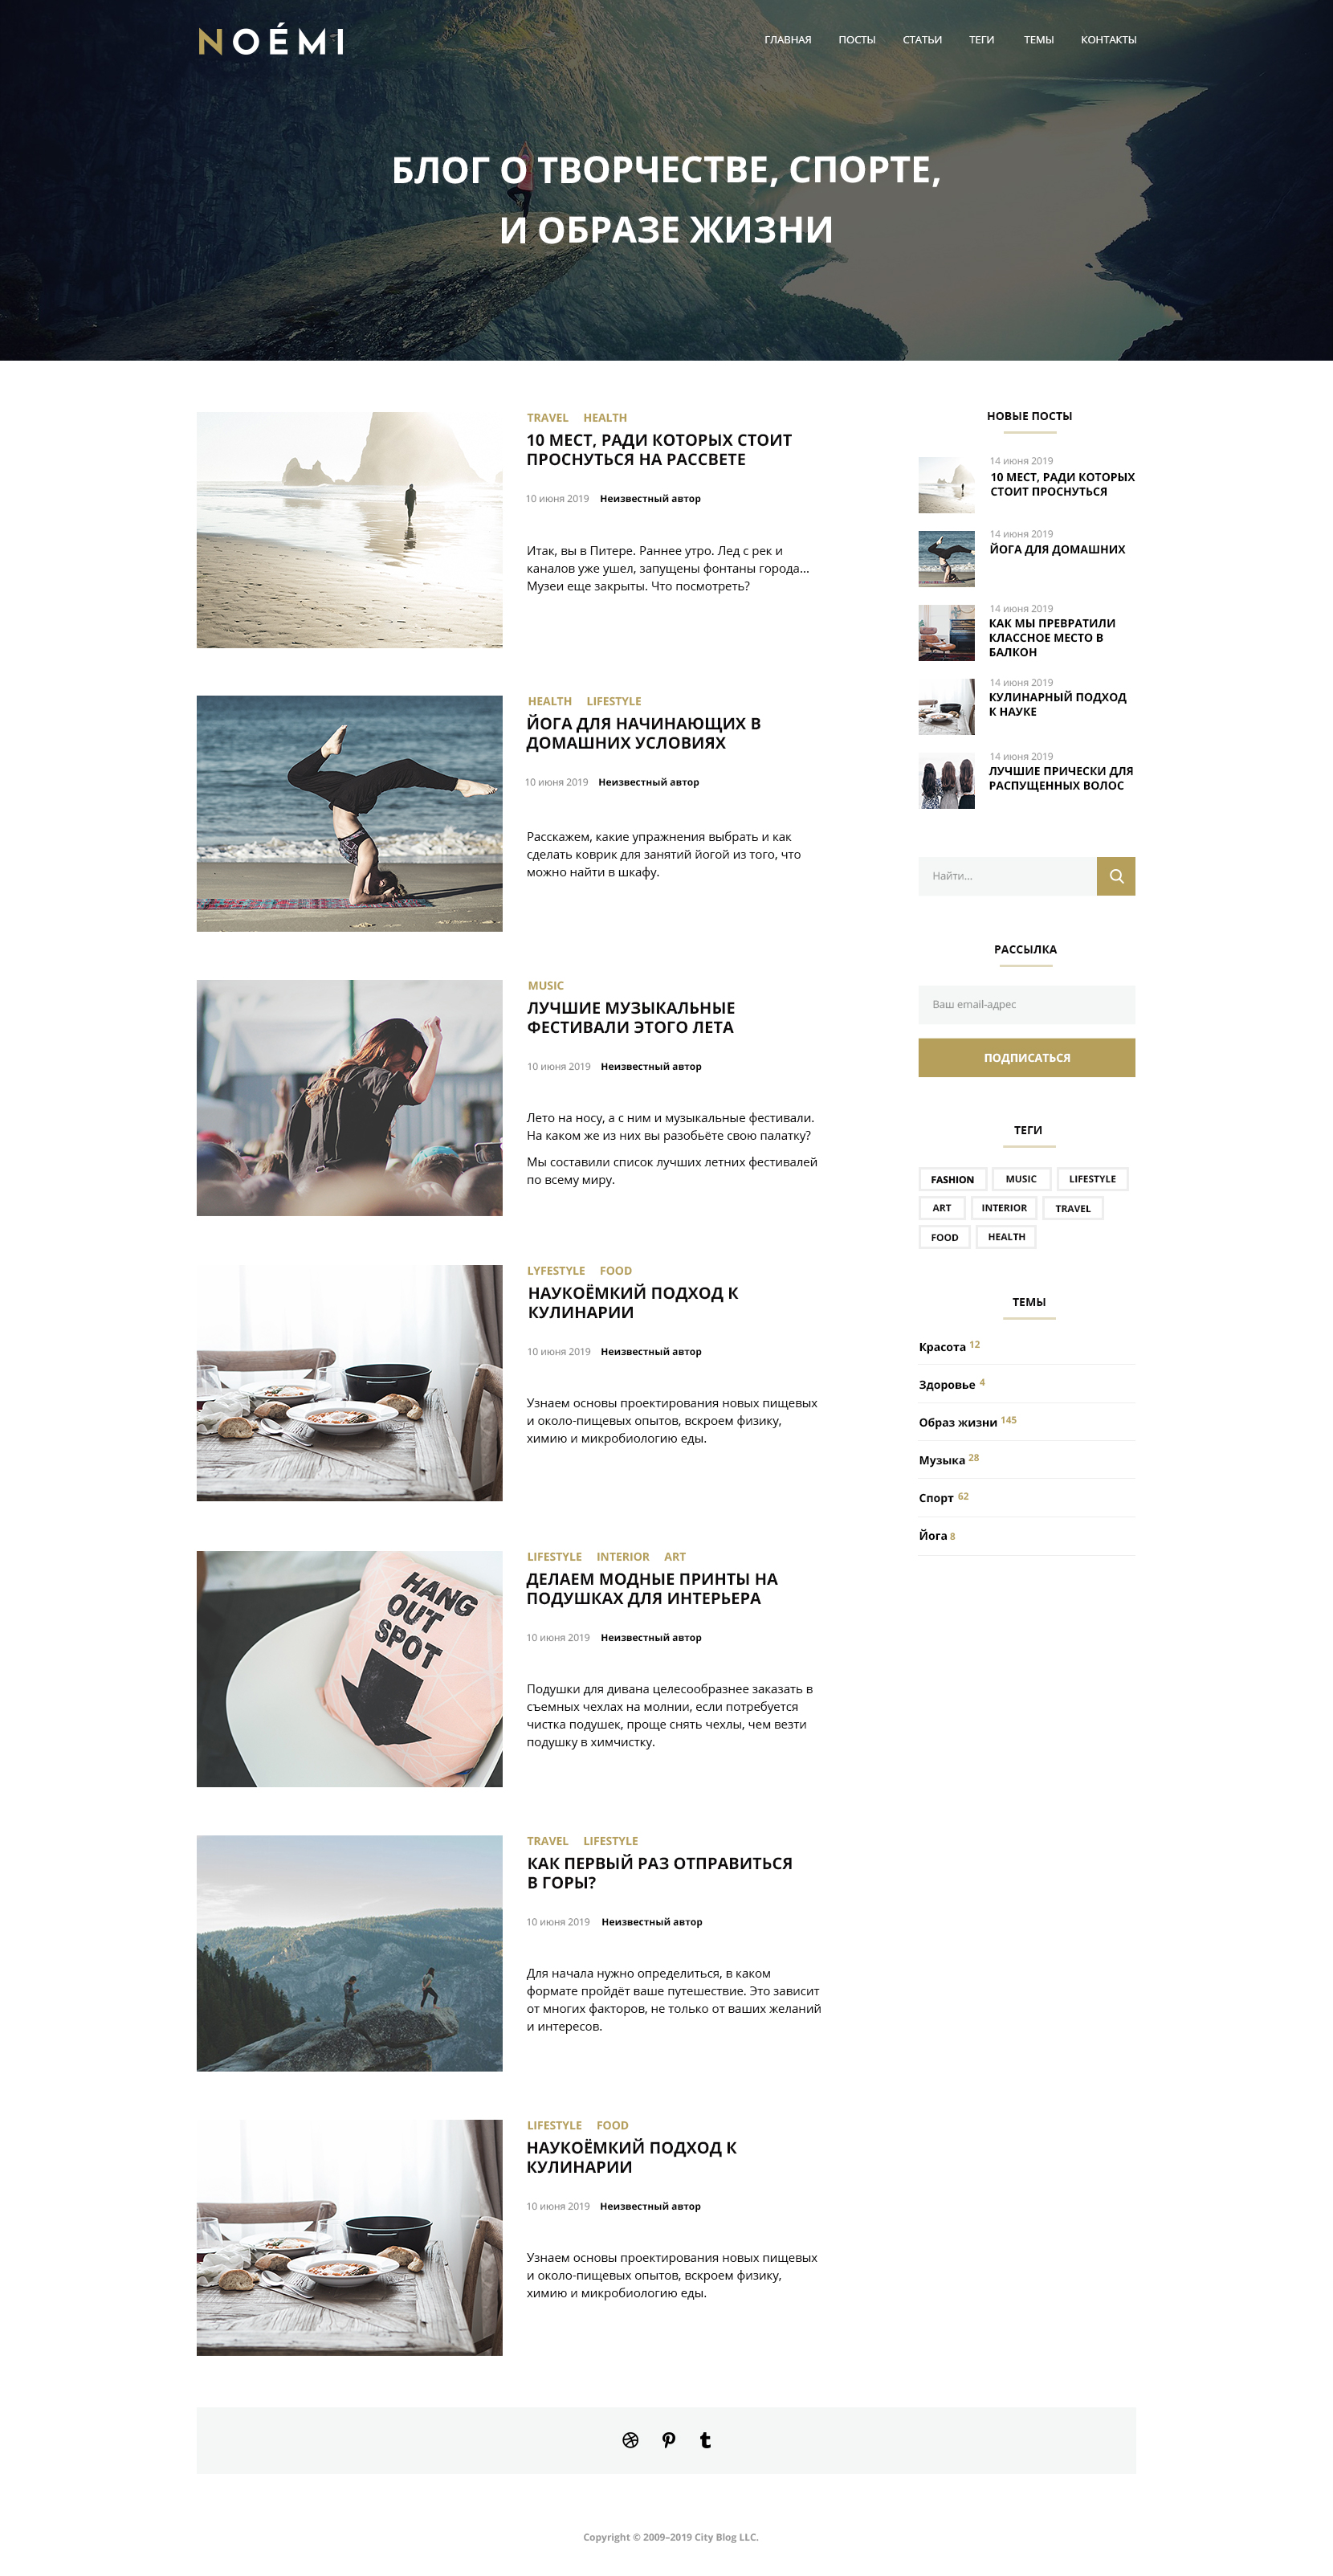 NOÉMI
ГЛАВНАЯ ПОСТЫ СТАТЬИ ТЕГИ ТЕМЫ КОНТАКТЫ
БЛОГ О ТВОРЧЕСТВЕ, СПОРТЕ,
И ОБРАЗЕ ЖИЗНИ
TRAVEL HEALTH
10 МЕСТ, РАДИ КОТОРЫХ СТОИТ
ПРОСНУТЬСЯ НА РАССВЕТЕ
10 июня 2019 Неизвестный автор
Итак, вы в Питере. Раннее утро. Лед с рек и
каналов уже ушел, запущены фонтаны города...
Музеи еще закрыты. Что посмотреть?
HEALTH LIFESTYLE
ЙОГА ДЛЯ НАЧИНАЮЩИХ В
ДОМАШНИХ УСЛОВИЯХ
10 июня 2019 Неизвестный автор
Расскажем, какие упражнения выбрать и как
сделать коврик для занятий йогой из того, что
можно найти в шкафу.
MUSIC
ЛУЧШИЕ МУЗЫКАЛЬНЫЕ
ФЕСТИВАЛИ ЭТОГО ЛЕТА
10 июня 2019 Неизвестный автор
Лето на носу, а с ним и музыкальные фестивали.
На каком же из них вы разобьёте свою палатку?
Мы составили список лучших летних фестивалей
по всему миру.
LYFESTYLE FOOD
НАУКОЁМКИЙ ПОДХОД К
КУЛИНАРИИ
10 июня 2019 Неизвестный автор
Узнаем основы проектирования новых пищевых
и около-пищевых опытов, вскроем физику,
химию и микробиологию еды.
HANG
OUT
SPOT
LIFESTYLE INTERIOR ART
ДЕЛАЕМ МОДНЫЕ ПРИНТЫ НА
ПОДУШКАХ ДЛЯ ИНТЕРЬЕРА
10 июня 2019 Неизвестный автор
Подушки для дивана целесообразнее заказать в
съемных чехлах на молнии, если потребуется
чистка подушек, проще снять чехлы, чем везти
подушку в химчистку.
TRAVEL LIFESTYLE
КАК ПЕРВЫЙ РАЗ ОТПРАВИТЬСЯ
В ГОРЫ?
10 июня 2019 Неизвестный автор
Для начала нужно определиться, в каком
формате пройдёт ваше путешествие. Это зависит
от многих факторов, не только от ваших желаний
и интересов.
LIFESTYLE FOOD
НАУКОЁМКИЙ ПОДХОД К
КУЛИНАРИИ
10 июня 2019 Неизвестный автор
Узнаем основы проектирования новых пищевых
и около-пищевых опытов, вскроем физику,
химию и микробиологию еды.
НОВЫЕ ПОСТЫ
14 июня 2019
10 МЕСТ, РАДИ КОТОРЫХ
СТОИТ ПРОСНУТЬСЯ
14 июня 2019
ЙОГА ДЛЯ ДОМАШНИХ
14 июня 2019
КАК МЫ ПРЕВРАТИЛИ
КЛАССНОЕ МЕСТО В
БАЛКОН
14 июня 2019
КУЛИНАРНЫЙ ПОДХОД
К НАУКЕ
14 июня 2019
ЛУЧШИЕ ПРИЧЕСКИ ДЛЯ
РАСПУЩЕННЫХ ВОЛОС
Найти...
РАССЫЛКА
Ваш email-адрес
ПОДПИСАТЬСЯ
ТЕГИ
FASHION MUSIC LIFESTYLE
ART INTERIOR TRAVEL
FOOD HEALTH
ТЕМЫ
Красота 12
Здоровье 4
Образ жизни 145
Музыка 28
Спорт 62
Йога 8
Copyright © 2009–2019 City Blog LLC.